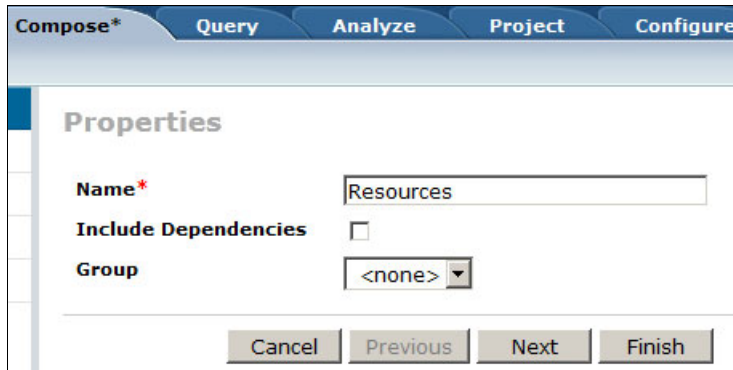 Compose* Query Analyze Project Configure
Properties
Name* Resources
Include Dependencies
Group <none>
Cancel Previous Next Finish